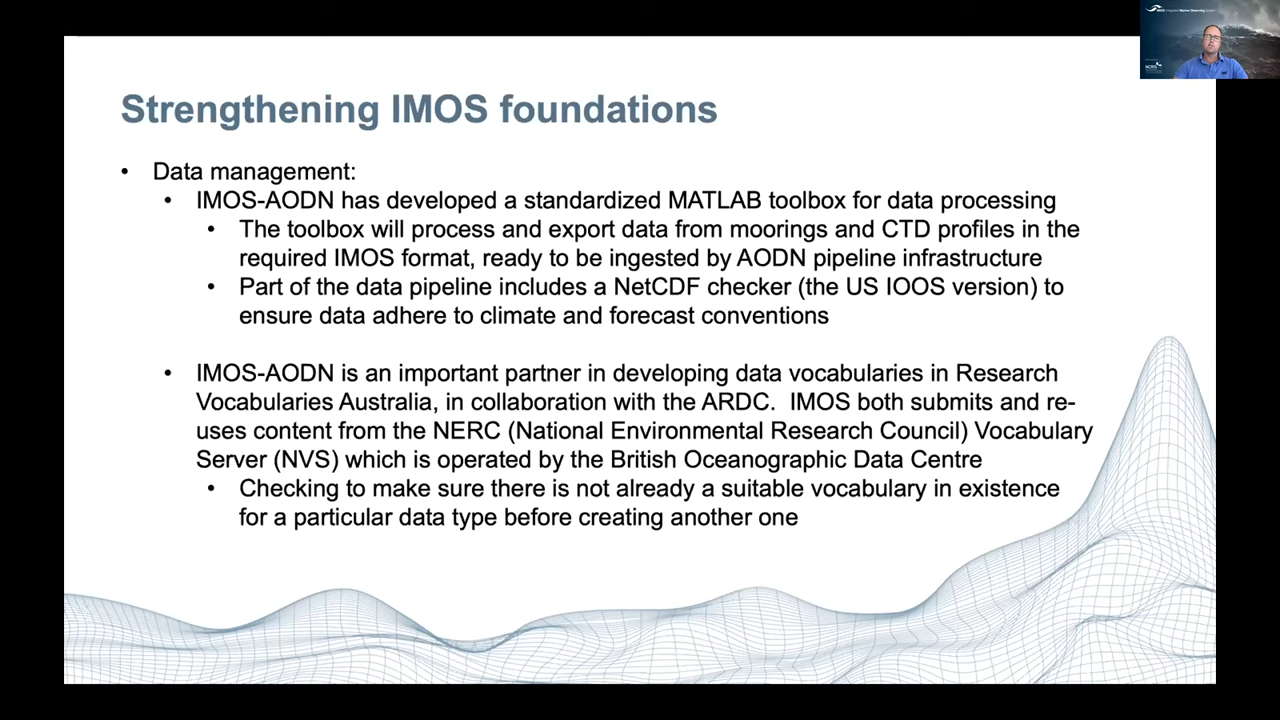 Strengthening IMOS foundations
• Data management:
• IMOS-AODN has developed a standardized MATLAB toolbox for data processing
• The toolbox will process and export data from moorings and CTD profiles in the
required IMOS format, ready to be ingested by AODN pipeline infrastructure
• Part of the data pipeline includes a NetCDF checker (the US IOOS version) to
ensure data adhere to climate and forecast conventions
• IMOS-AODN is an important partner in developing data vocabularies in Research
Vocabularies Australia, in collaboration with the ARDC.  IMOS both submits and re-
uses content from the NERC (National Environmental Research Council) Vocabulary
Server (NVS) which is operated by the British Oceanographic Data Centre
• Checking to make sure there is not already a suitable vocabulary in existence
for a particular data type before creating another one
IMOS Integrated Marine Observing System
NCRIS